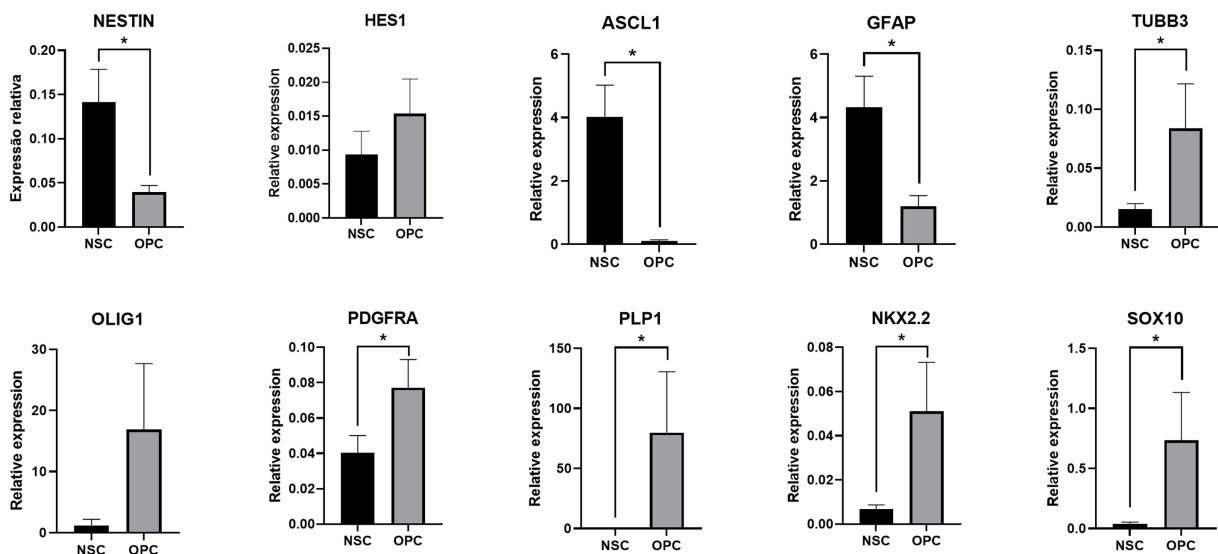 NESTIN
*
Expressão relativa
0.20
0.15
0.10
0.05
0.00
NSC OPC
HES1
Relative expression
0.025
0.020
0.015
0.010
0.005
0.000
NSC OPC
ASCL1
*
Relative expression
6
4
2
0
NSC OPC
GFAP
*
Relative expression
6
4
2
0
NSC OPC
TUBB3
*
Relative expression
0.15
0.10
0.05
0.00
NSC OPC
OLIG1
Relative expression
30
20
10
0
NSC OPC
PDGFRA
*
Relative expression
0.10
0.08
0.06
0.04
0.02
0.00
NSC OPC
PLP1
*
Relative expression
150
100
75
50
0
NSC OPC
NKX2.2
*
Relative expression
0.08
0.06
0.04
0.02
0.00
NSC OPC
SOX10
*
Relative expression
1.5
1.0
0.5
0.0
NSC OPC